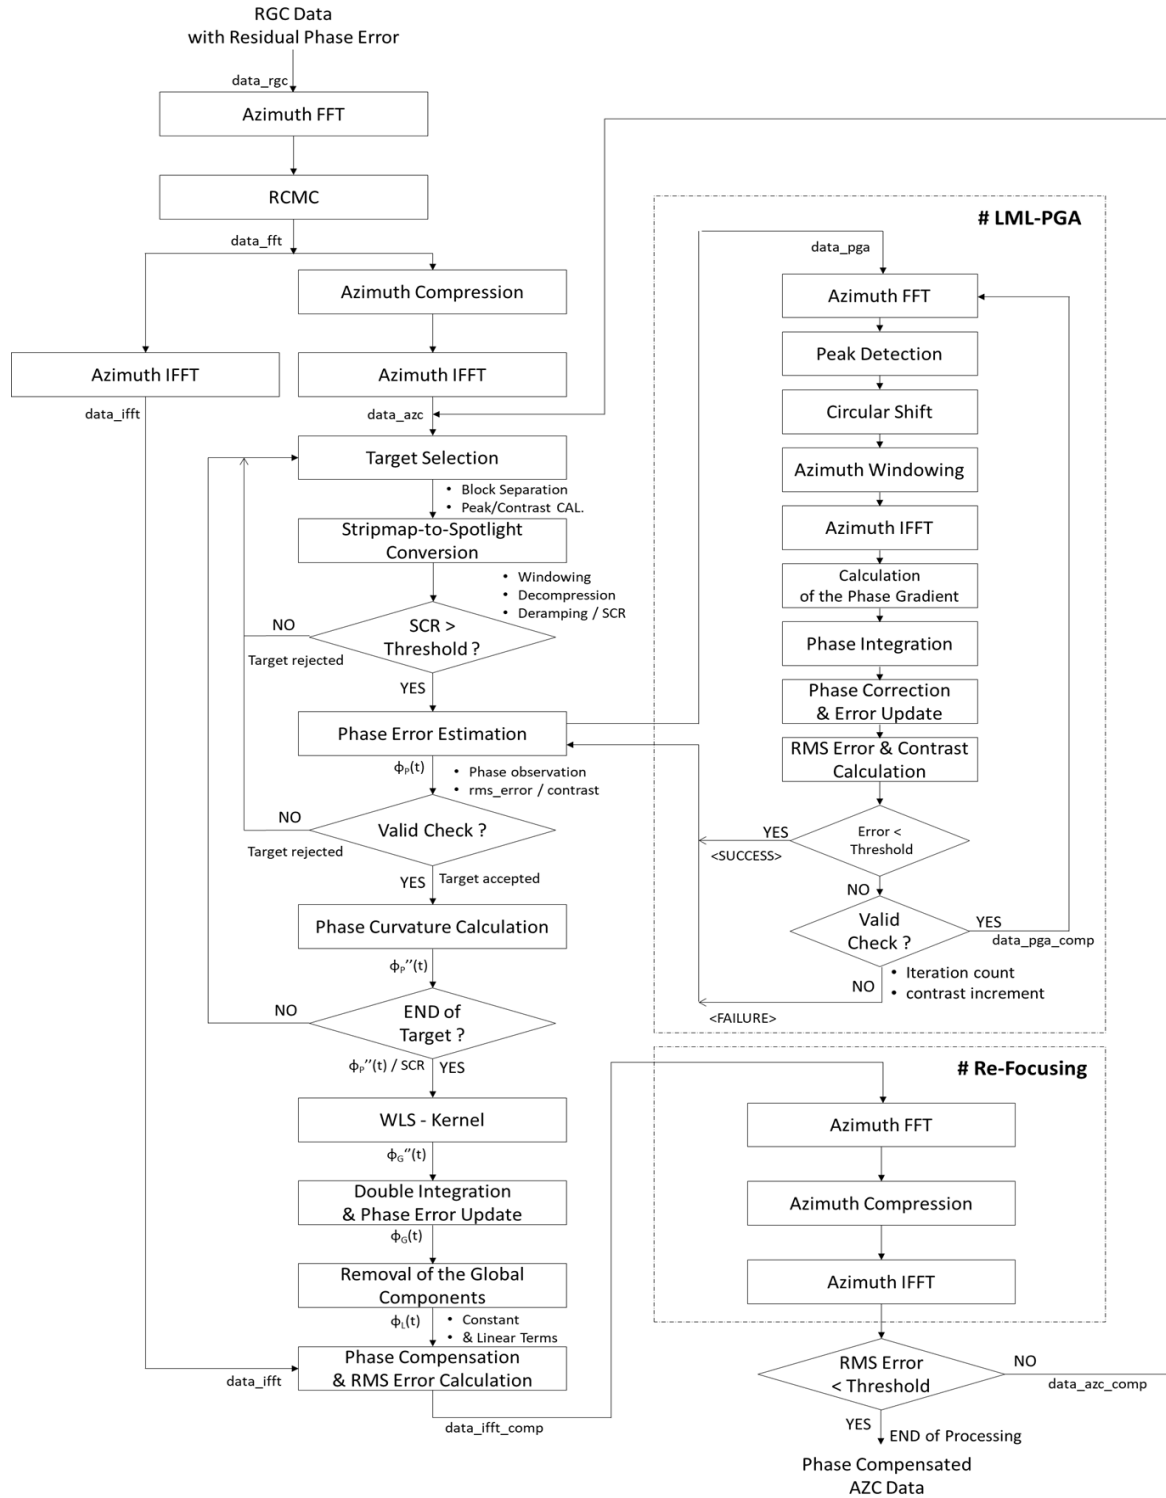 RGC Data
with Residual Phase Error
data_rgc
Azimuth FFT
RCMC
data_fft
Azimuth Compression
Azimuth IFFT
Azimuth IFFT
data_ifft
data_azc
Target Selection
• Block Separation
• Peak/Contrast CAL.
Stripmap-to-Spotlight
Conversion
• Windowing
• Decompression
• Deramping / SCR
SCR >
Threshold ?
NO
Target rejected
YES
Phase Error Estimation
ϕP(t)
• Phase observation
• rms_error / contrast
Valid Check ?
NO
Target rejected
YES
Target accepted
Phase Curvature Calculation
ϕP′′(t)
END of
Target ?
NO
ϕP′′(t) / SCR
YES
WLS - Kernel
ϕG′′(t)
Double Integration
& Phase Error Update
ϕG(t)
Removal of the Global
Components
ϕL(t)
• Constant
• & Linear Terms
Phase Compensation
& RMS Error Calculation
data_ifft
data_ifft_comp
# LML-PGA
data_pga
Azimuth FFT
Peak Detection
Circular Shift
Azimuth Windowing
Azimuth IFFT
Calculation
of the Phase Gradient
Phase Integration
Phase Correction
& Error Update
RMS Error & Contrast
Calculation
Error <
Threshold
YES
<SUCCESS>
NO
Valid
Check ?
YES
data_pga_comp
NO
• Iteration count
• contrast increment
<FAILURE>
# Re-Focusing
Azimuth FFT
Azimuth Compression
Azimuth IFFT
RMS Error
< Threshold
NO
data_azc_comp
YES
END of Processing
Phase Compensated
AZC Data